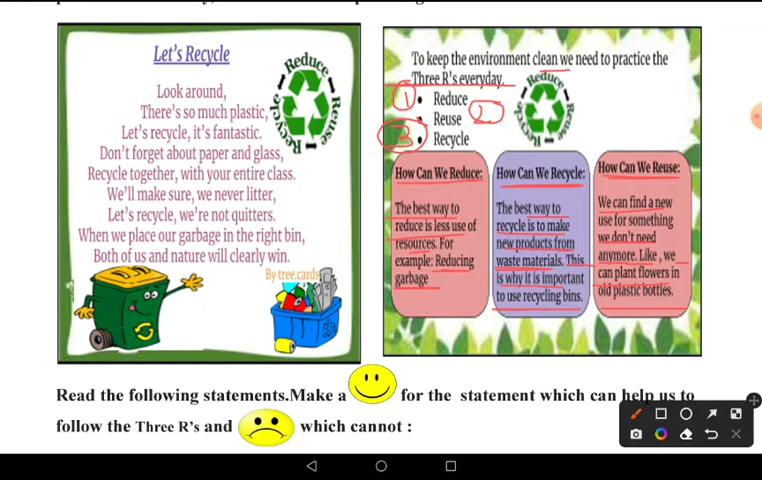 Let's Recycle
Look around,
There's so much plastic,
Let's recycle, it's fantastic.
Don't forget about paper and glass,
Recycle together, with your entire class.
We'll make sure, we never litter,
Let's recycle, we're not quitters.
When we place our garbage in the right bin,
Both of us and nature will clearly win.
By tree.cards
Reduce
Reuse
Recycle
To keep the environment clean we need to practice the
Three R's everyday.
1 • Reduce
• Reuse 2
3 • Recycle
Reduce
Reuse
Recycle
How Can We Reduce:
The best way to
reduce is less use of
resources. For
example: Reducing
garbage
How Can We Recycle:
The best way to
recycle is to make
new products from
waste materials. This
is why it is important
to use recycling bins.
How Can We Reuse:
We can find a new
use for something
we don't need
anymore. Like , we
can plant flowers in
old plastic bottles.
Read the following statements.Make a for the statement which can help us to
follow the Three R's and which cannot :